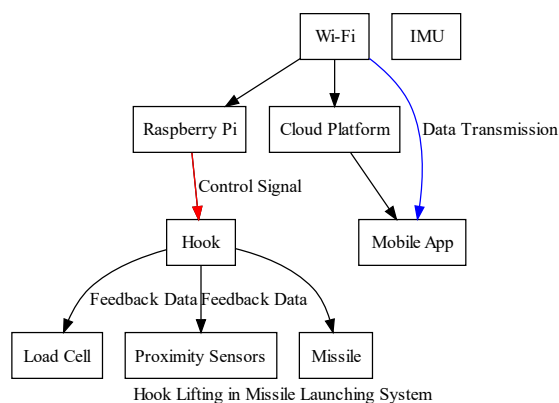 Wi-Fi
IMU
Raspberry Pi
Cloud Platform
Data Transmission
Control Signal
Hook
Mobile App
Feedback Data
Feedback Data
Load Cell
Proximity Sensors
Missile
Hook Lifting in Missile Launching System